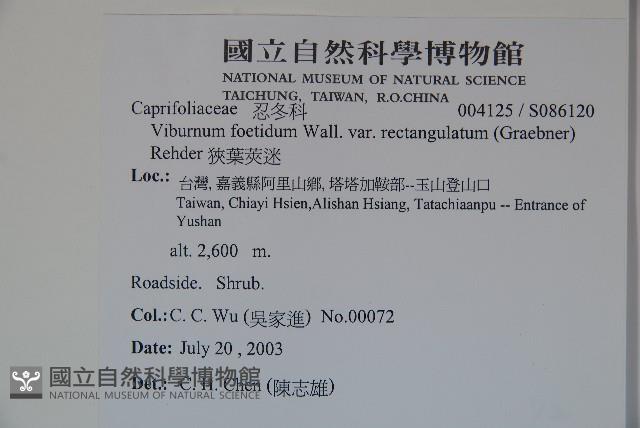 國立自然科學博物館
NATIONAL MUSEUM OF NATURAL SCIENCE
TAICHUNG, TAIWAN, R.O.CHINA
Caprifoliaceae 忍冬科 004125 / S086120
Viburnum foetidum Wall. var. rectangulatum (Graebner)
Rehder 狹葉莢迷
Loc.: 台灣, 嘉義縣阿里山鄉, 塔塔加鞍部--玉山登山口
Taiwan, Chiayi Hsien,Alishan Hsiang, Tatachiaanpu -- Entrance of
Yushan
alt. 2,600 m.
Roadside. Shrub.
Col.: C. C. Wu (吳家進) No.00072
Date: July 20 , 2003
Det.: C. H. Chen (陳志雄)
國立自然科學博物館
NATIONAL MUSEUM OF NATURAL SCIENCE